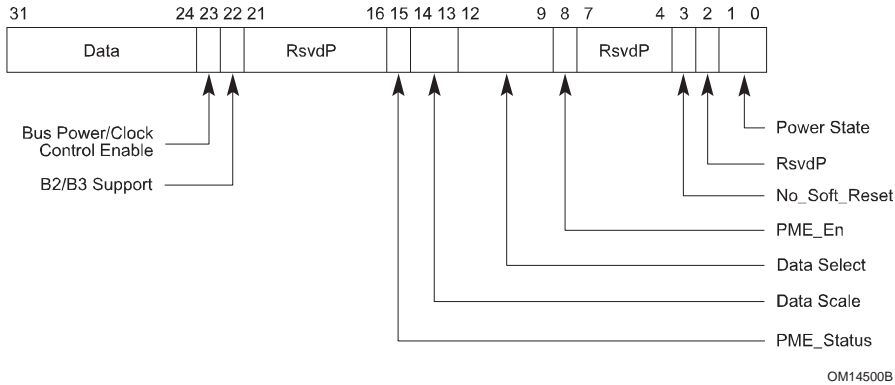 31 24 23 22 21 16 15 14 13 12 9 8 7 4 3 2 1 0
Data RsvdP RsvdP
Bus Power/Clock
Control Enable
B2/B3 Support
Power State
RsvdP
No_Soft_Reset
PME_En
Data Select
Data Scale
PME_Status
OM14500B